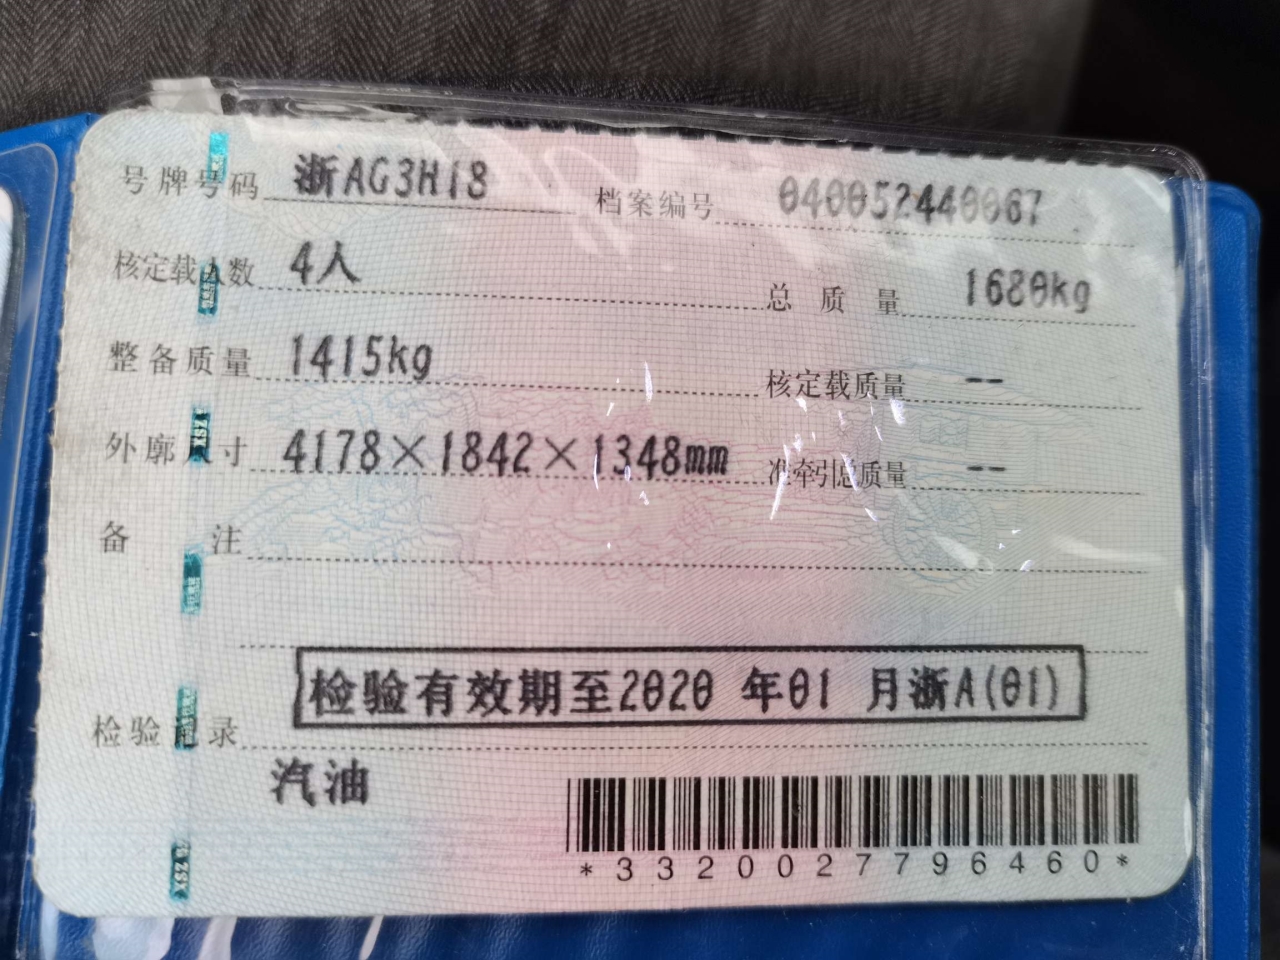 号牌号码 浙AG3H18 档案编号 040052440067
核定载人数 4人 总质量 1680kg
整备质量 1415kg 核定载质量 --
外廓尺寸 4178×1842×1348mm 准牵引总质量 --
备注
检验记录 检验有效期至2020 年01 月浙A(01)
汽油
*3320027796460*